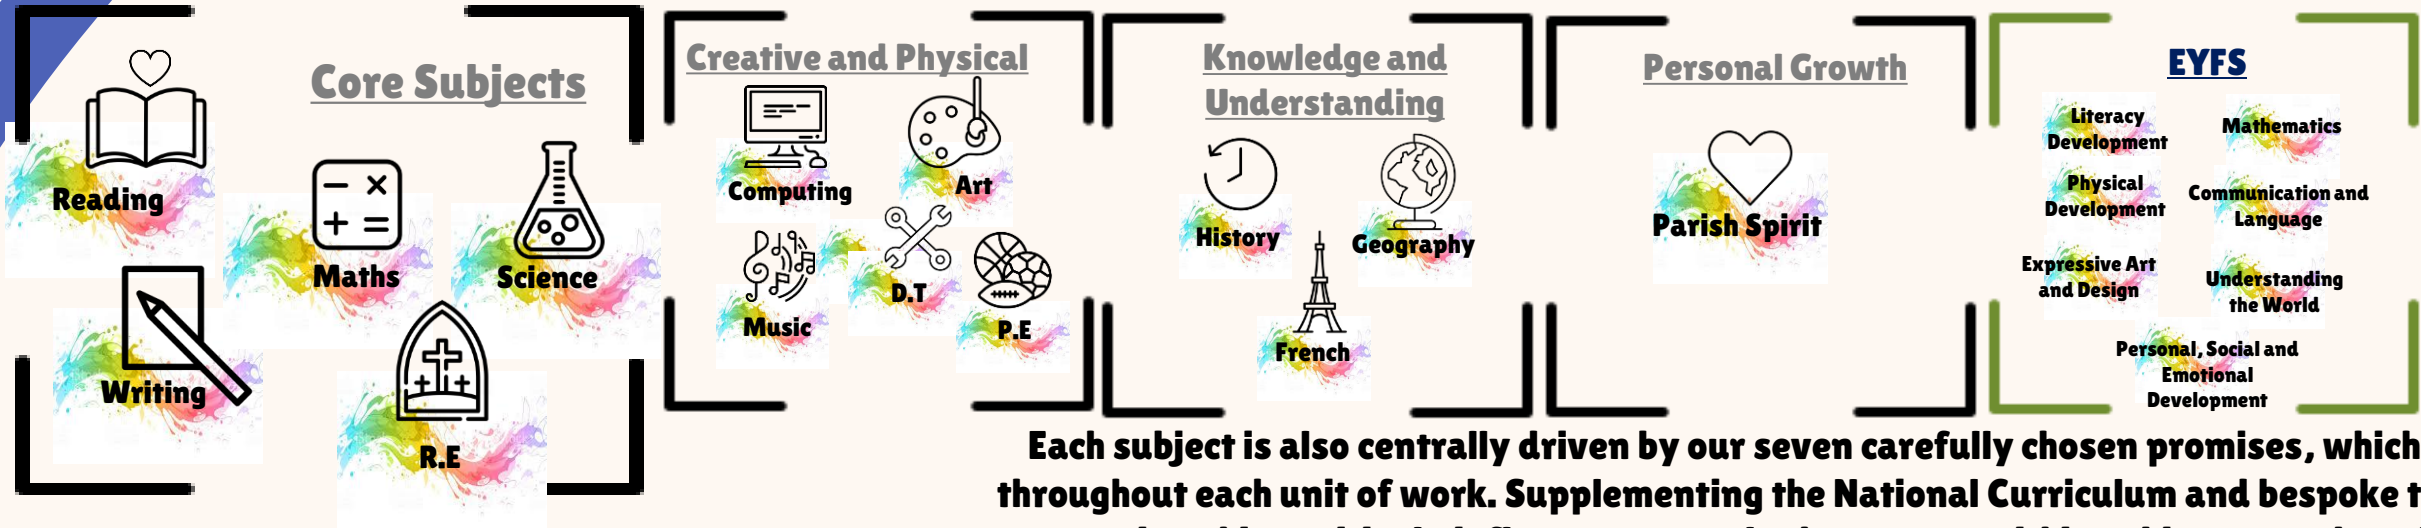 Core Subjects
Reading
Maths
Science
Writing
R.E
Creative and Physical
Computing
Art
Music
D.T
P.E
Knowledge and
Understanding
History
Geography
French
Personal Growth
Parish Spirit
EYFS
Literacy
Development
Mathematics
Physical
Development
Communication and
Language
Expressive Art
and Design
Understanding
the World
Personal, Social and
Emotional
Development
Each subject is also centrally driven by our seven carefully chosen promises, which
throughout each unit of work. Supplementing the National Curriculum and bespoke t